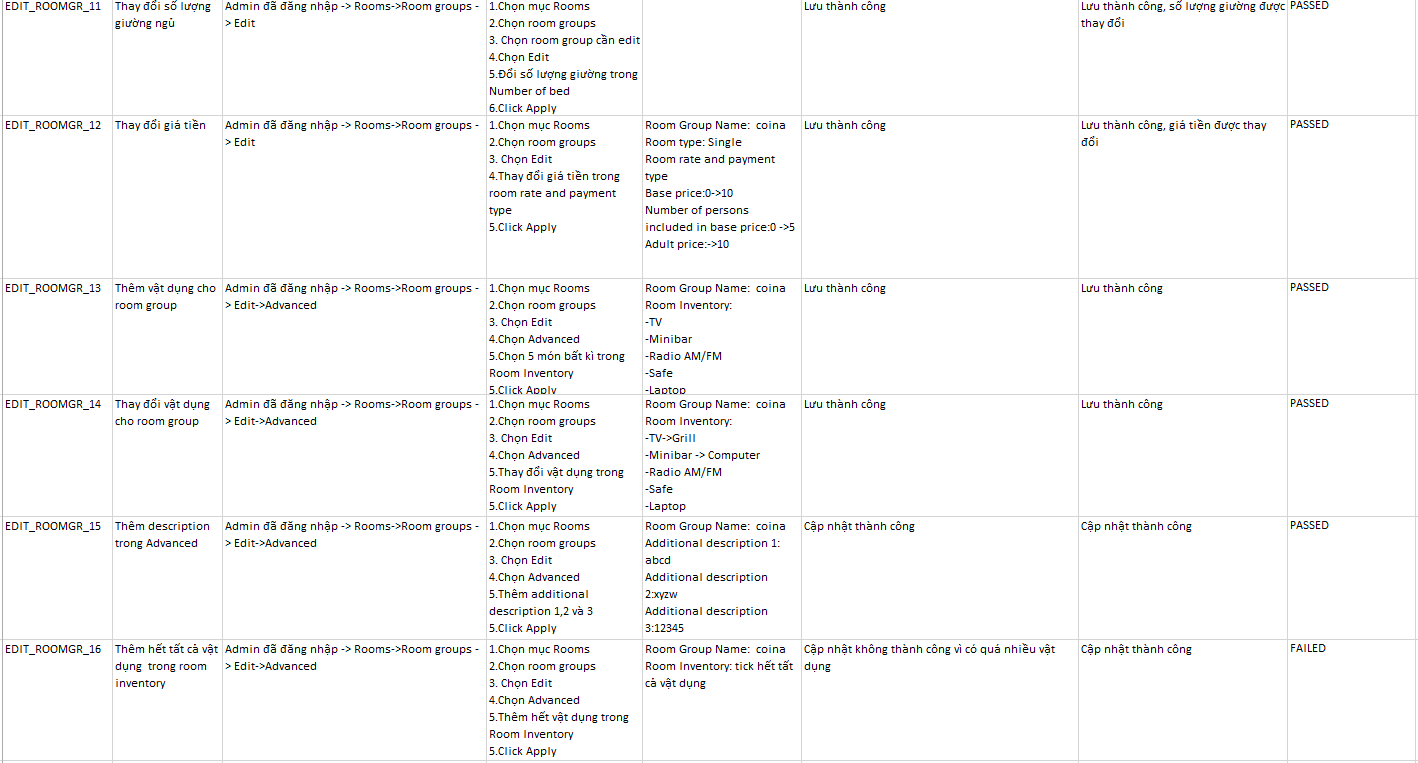 EDIT_ROOMGR_11
Thay đổi số lượng
giường ngủ
Admin đã đăng nhập -> Rooms->Room groups -
> Edit
1.Chọn mục Rooms
2.Chọn room groups
3. Chọn room group cần edit
4.Chọn Edit
5.Đổi số lượng giường trong
Number of bed
6.Click Apply
Lưu thành công
Lưu thành công, số lượng giường được
thay đổi
PASSED
EDIT_ROOMGR_12
Thay đổi giá tiền
Admin đã đăng nhập -> Rooms->Room groups -
> Edit
1.Chọn mục Rooms
2.Chọn room groups
3. Chọn Edit
4.Thay đổi giá tiền trong
room rate and payment
type
5.Click Apply
Room Group Name:  coina
Room type: Single
Room rate and payment
type
Base price:0->10
Number of persons
included in base price:0 ->5
Adult price:->10
Lưu thành công
Lưu thành công, giá tiền được thay
đổi
PASSED
EDIT_ROOMGR_13
Thêm vật dụng cho
room group
Admin đã đăng nhập -> Rooms->Room groups -
> Edit->Advanced
1.Chọn mục Rooms
2.Chọn room groups
3. Chọn Edit
4.Chọn Advanced
5.Chọn 5 món bất kì trong
Room Inventory
5.Click Apply
Room Group Name:  coina
Room Inventory:
-TV
-Minibar
-Radio AM/FM
-Safe
-Laptop
Lưu thành công
Lưu thành công
PASSED
EDIT_ROOMGR_14
Thay đổi vật dụng
cho room group
Admin đã đăng nhập -> Rooms->Room groups -
> Edit->Advanced
1.Chọn mục Rooms
2.Chọn room groups
3. Chọn Edit
4.Chọn Advanced
5.Thay đổi vật dụng trong
Room Inventory
5.Click Apply
Room Group Name:  coina
Room Inventory:
-TV->Grill
-Minibar -> Computer
-Radio AM/FM
-Safe
-Laptop
Lưu thành công
Lưu thành công
PASSED
EDIT_ROOMGR_15
Thêm description
trong Advanced
Admin đã đăng nhập -> Rooms->Room groups -
> Edit->Advanced
1.Chọn mục Rooms
2.Chọn room groups
3. Chọn Edit
4.Chọn Advanced
5.Thêm additional
description 1,2 và 3
5.Click Apply
Room Group Name:  coina
Additional description 1:
abcd
Additional description
2:xyzw
Additional description
3:12345
Cập nhật thành công
Cập nhật thành công
PASSED
EDIT_ROOMGR_16
Thêm hết tất cả vật
dụng  trong room
inventory
Admin đã đăng nhập -> Rooms->Room groups -
> Edit->Advanced
1.Chọn mục Rooms
2.Chọn room groups
3. Chọn Edit
4.Chọn Advanced
5.Thêm hết vật dụng trong
Room Inventory
5.Click Apply
Room Group Name:  coina
Room Inventory: tick hết tất
cả vật dụng
Cập nhật không thành công vì có quá nhiều vật
dụng
Cập nhật thành công
FAILED